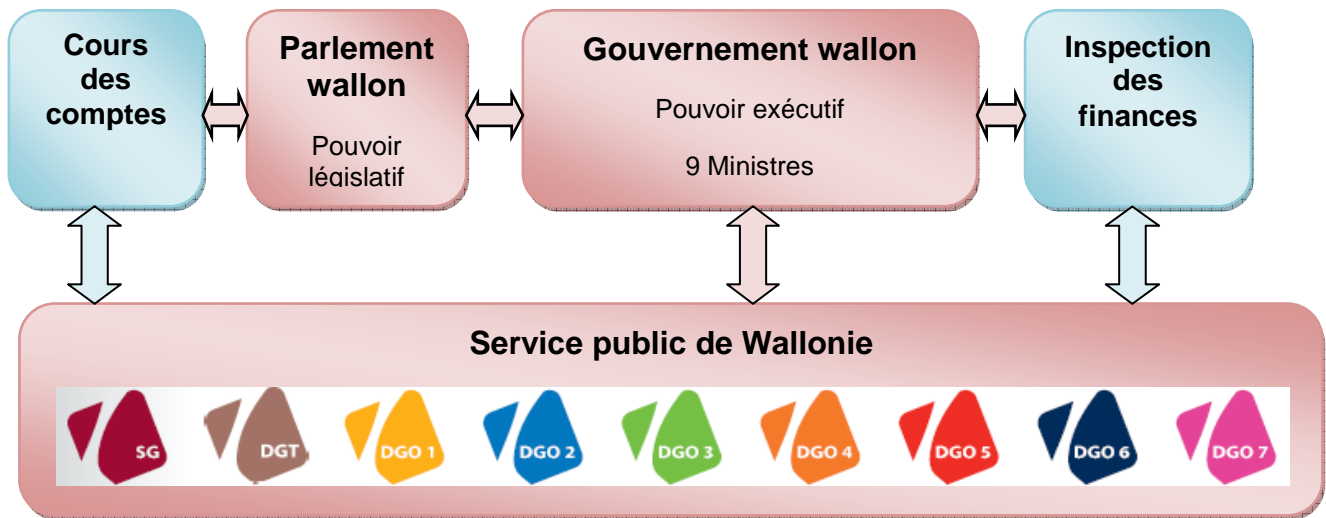 Cours
des
comptes
Parlement
wallon
Pouvoir
législatif
Gouvernement wallon
Pouvoir exécutif
9 Ministres
Inspection
des
finances
Service public de Wallonie
SG
DGT
DGO 1
DGO 2
DGO 3
DGO 4
DGO 5
DGO 6
DGO 7